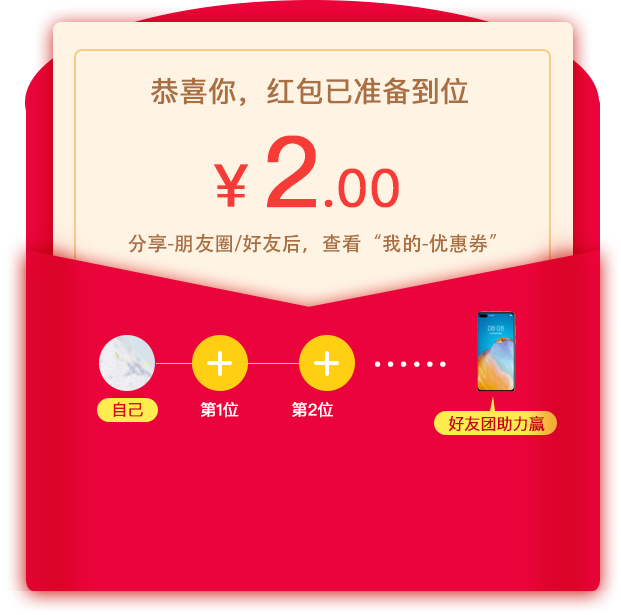 恭喜你，红包已准备到位
¥2.00
分享-朋友圈/好友后，查看“我的-优惠券”
08:08
自己
第1位
第2位
好友团助力赢